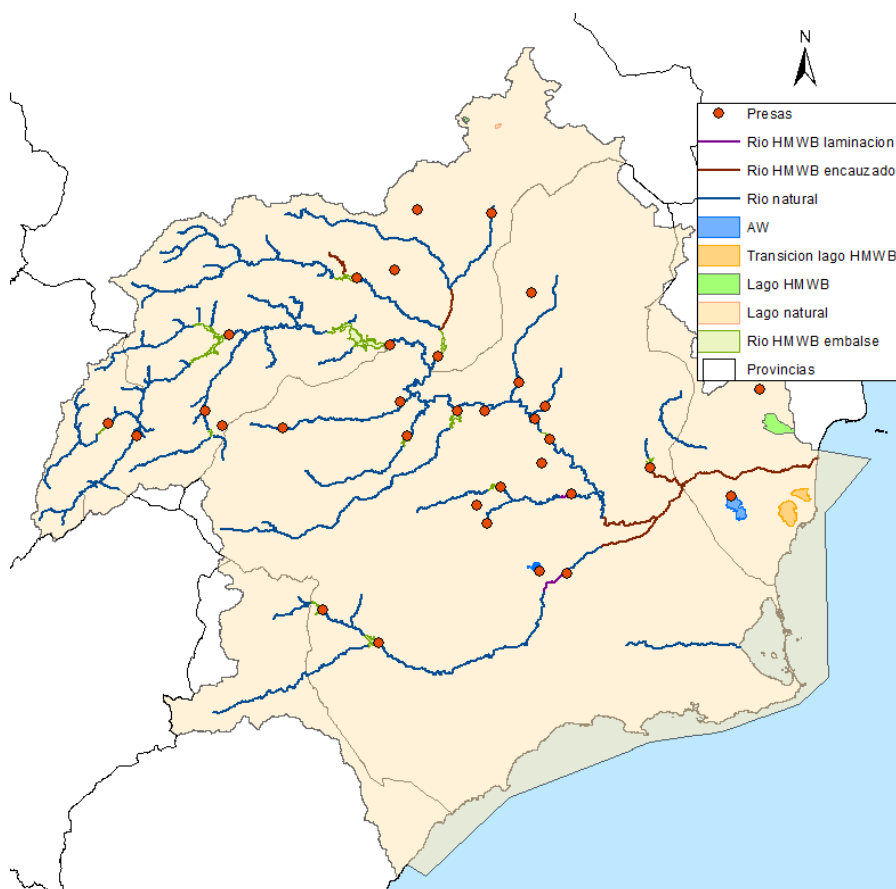 N
Presas
Rio HMWB laminacion
Rio HMWB encauzado
Rio natural
AW
Transicion lago HMWB
Lago HMWB
Lago natural
Rio HMWB embalse
Provincias